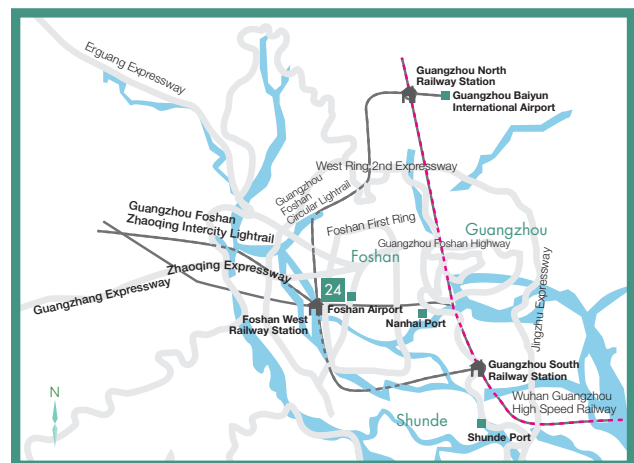 Erguang Expressway
Guangzhou North
Railway Station
Guangzhou Baiyun
International Airport
West Ring 2nd Expressway
Guangzhou
Foshan
Circular Lightrail
Guangzhou Foshan
Zhaoqing Intercity Lightrail
Foshan First Ring
Guangzhou
Guangzhou Foshan Highway
Foshan
Zhaoqing Expressway
Jingzhu Expressway
24
Guangzhang Expressway
Foshan Airport
Foshan West
Railway Station
Nanhai Port
Guangzhou South
Railway Station
N
Wuhan Guangzhou
High Speed Railway
Shunde
Shunde Port